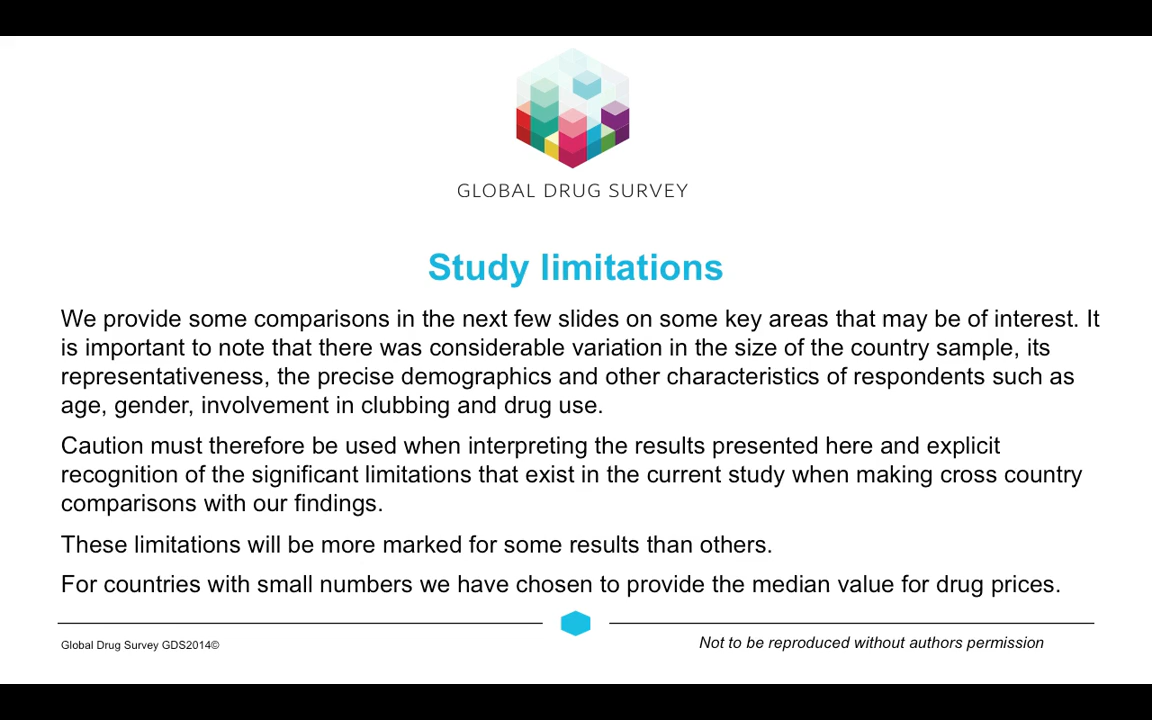 GLOBAL DRUG SURVEY
Study limitations
We provide some comparisons in the next few slides on some key areas that may be of interest. It
is important to note that there was considerable variation in the size of the country sample, its
representativeness, the precise demographics and other characteristics of respondents such as
age, gender, involvement in clubbing and drug use.
Caution must therefore be used when interpreting the results presented here and explicit
recognition of the significant limitations that exist in the current study when making cross country
comparisons with our findings.
These limitations will be more marked for some results than others.
For countries with small numbers we have chosen to provide the median value for drug prices.
Global Drug Survey GDS2014©
Not to be reproduced without authors permission